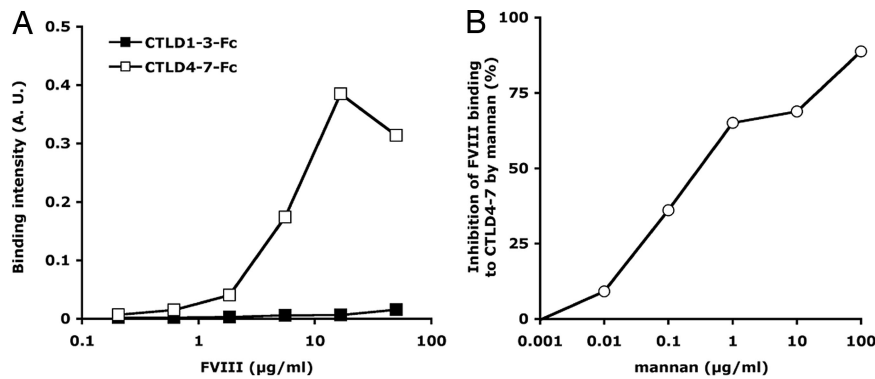 A
0.5
0.4
0.3
0.2
0.1
0
Binding intensity (A. U.)
CTLD1-3-Fc
CTLD4-7-Fc
0.1
1
10
100
FVIII (μg/ml)
B
100
75
50
25
0
Inhibition of FVIII binding
to CTLD4-7 by mannan (%)
0.001
0.01
0.1
1
10
100
mannan (μg/ml)